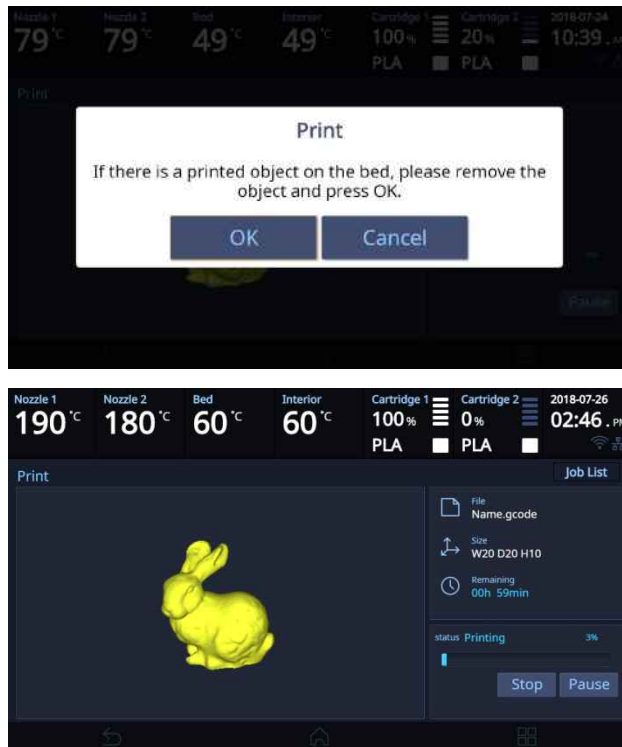 Nozzle 1 Nozzle 2 Bed Interior Cartridge 1 Cartridge 2 2018-07-24
79°C 79°C 49°C 49°C 100% 20% 10:39
PLA PLA
Print
Print
If there is a printed object on the bed, please remove the
object and press OK.
OK Cancel
Pause
Nozzle 1 Nozzle 2 Bed Interior Cartridge 1 Cartridge 2 2018-07-26
190°C 180°C 60°C 60°C 100% 0% 02:46 . PM
PLA PLA
Print Job List
File
Name.gcode
Size
W20 D20 H10
Remaining
00h 59min
status Printing 3%
Stop Pause